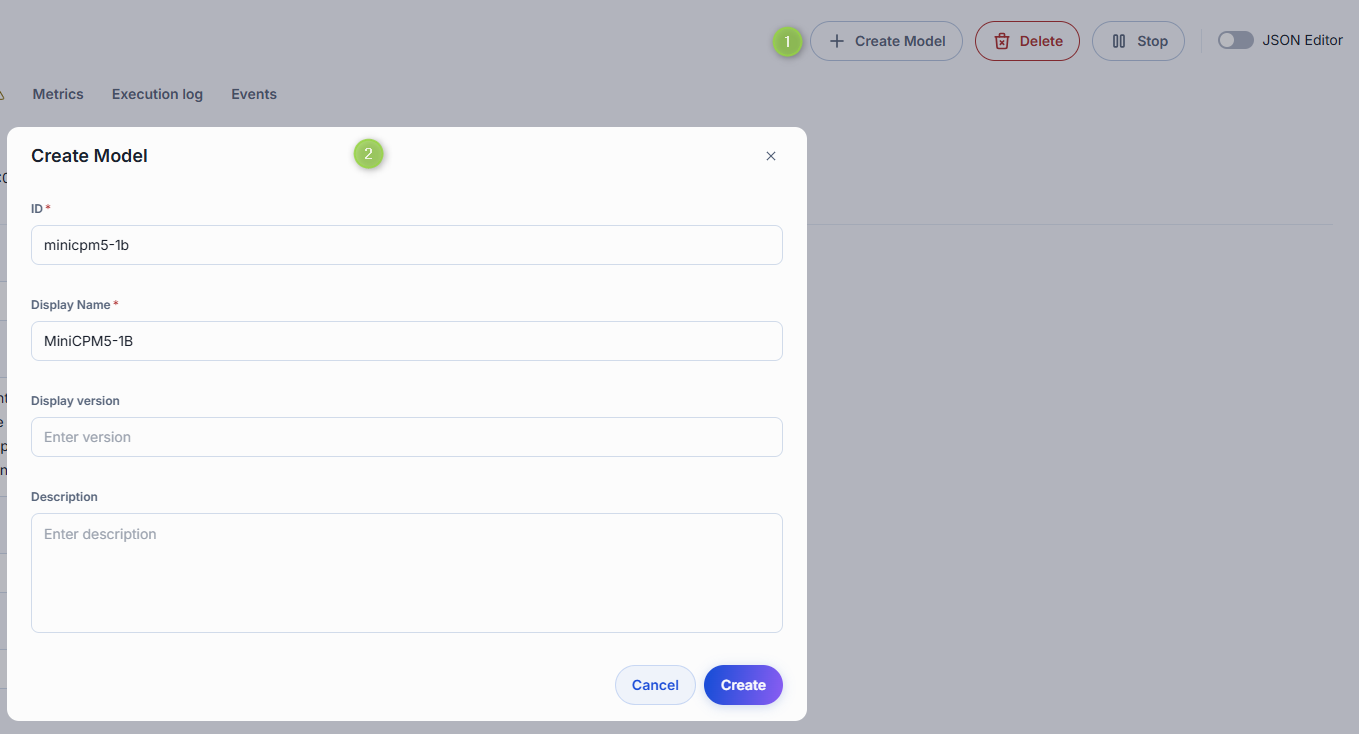 1
Create Model
Delete
Stop
JSON Editor
Metrics
Execution log
Events
Create Model
2
ID*
minicpm5-1b
Display Name*
MiniCPM5-1B
Display version
Enter version
Description
Enter description
Cancel
Create